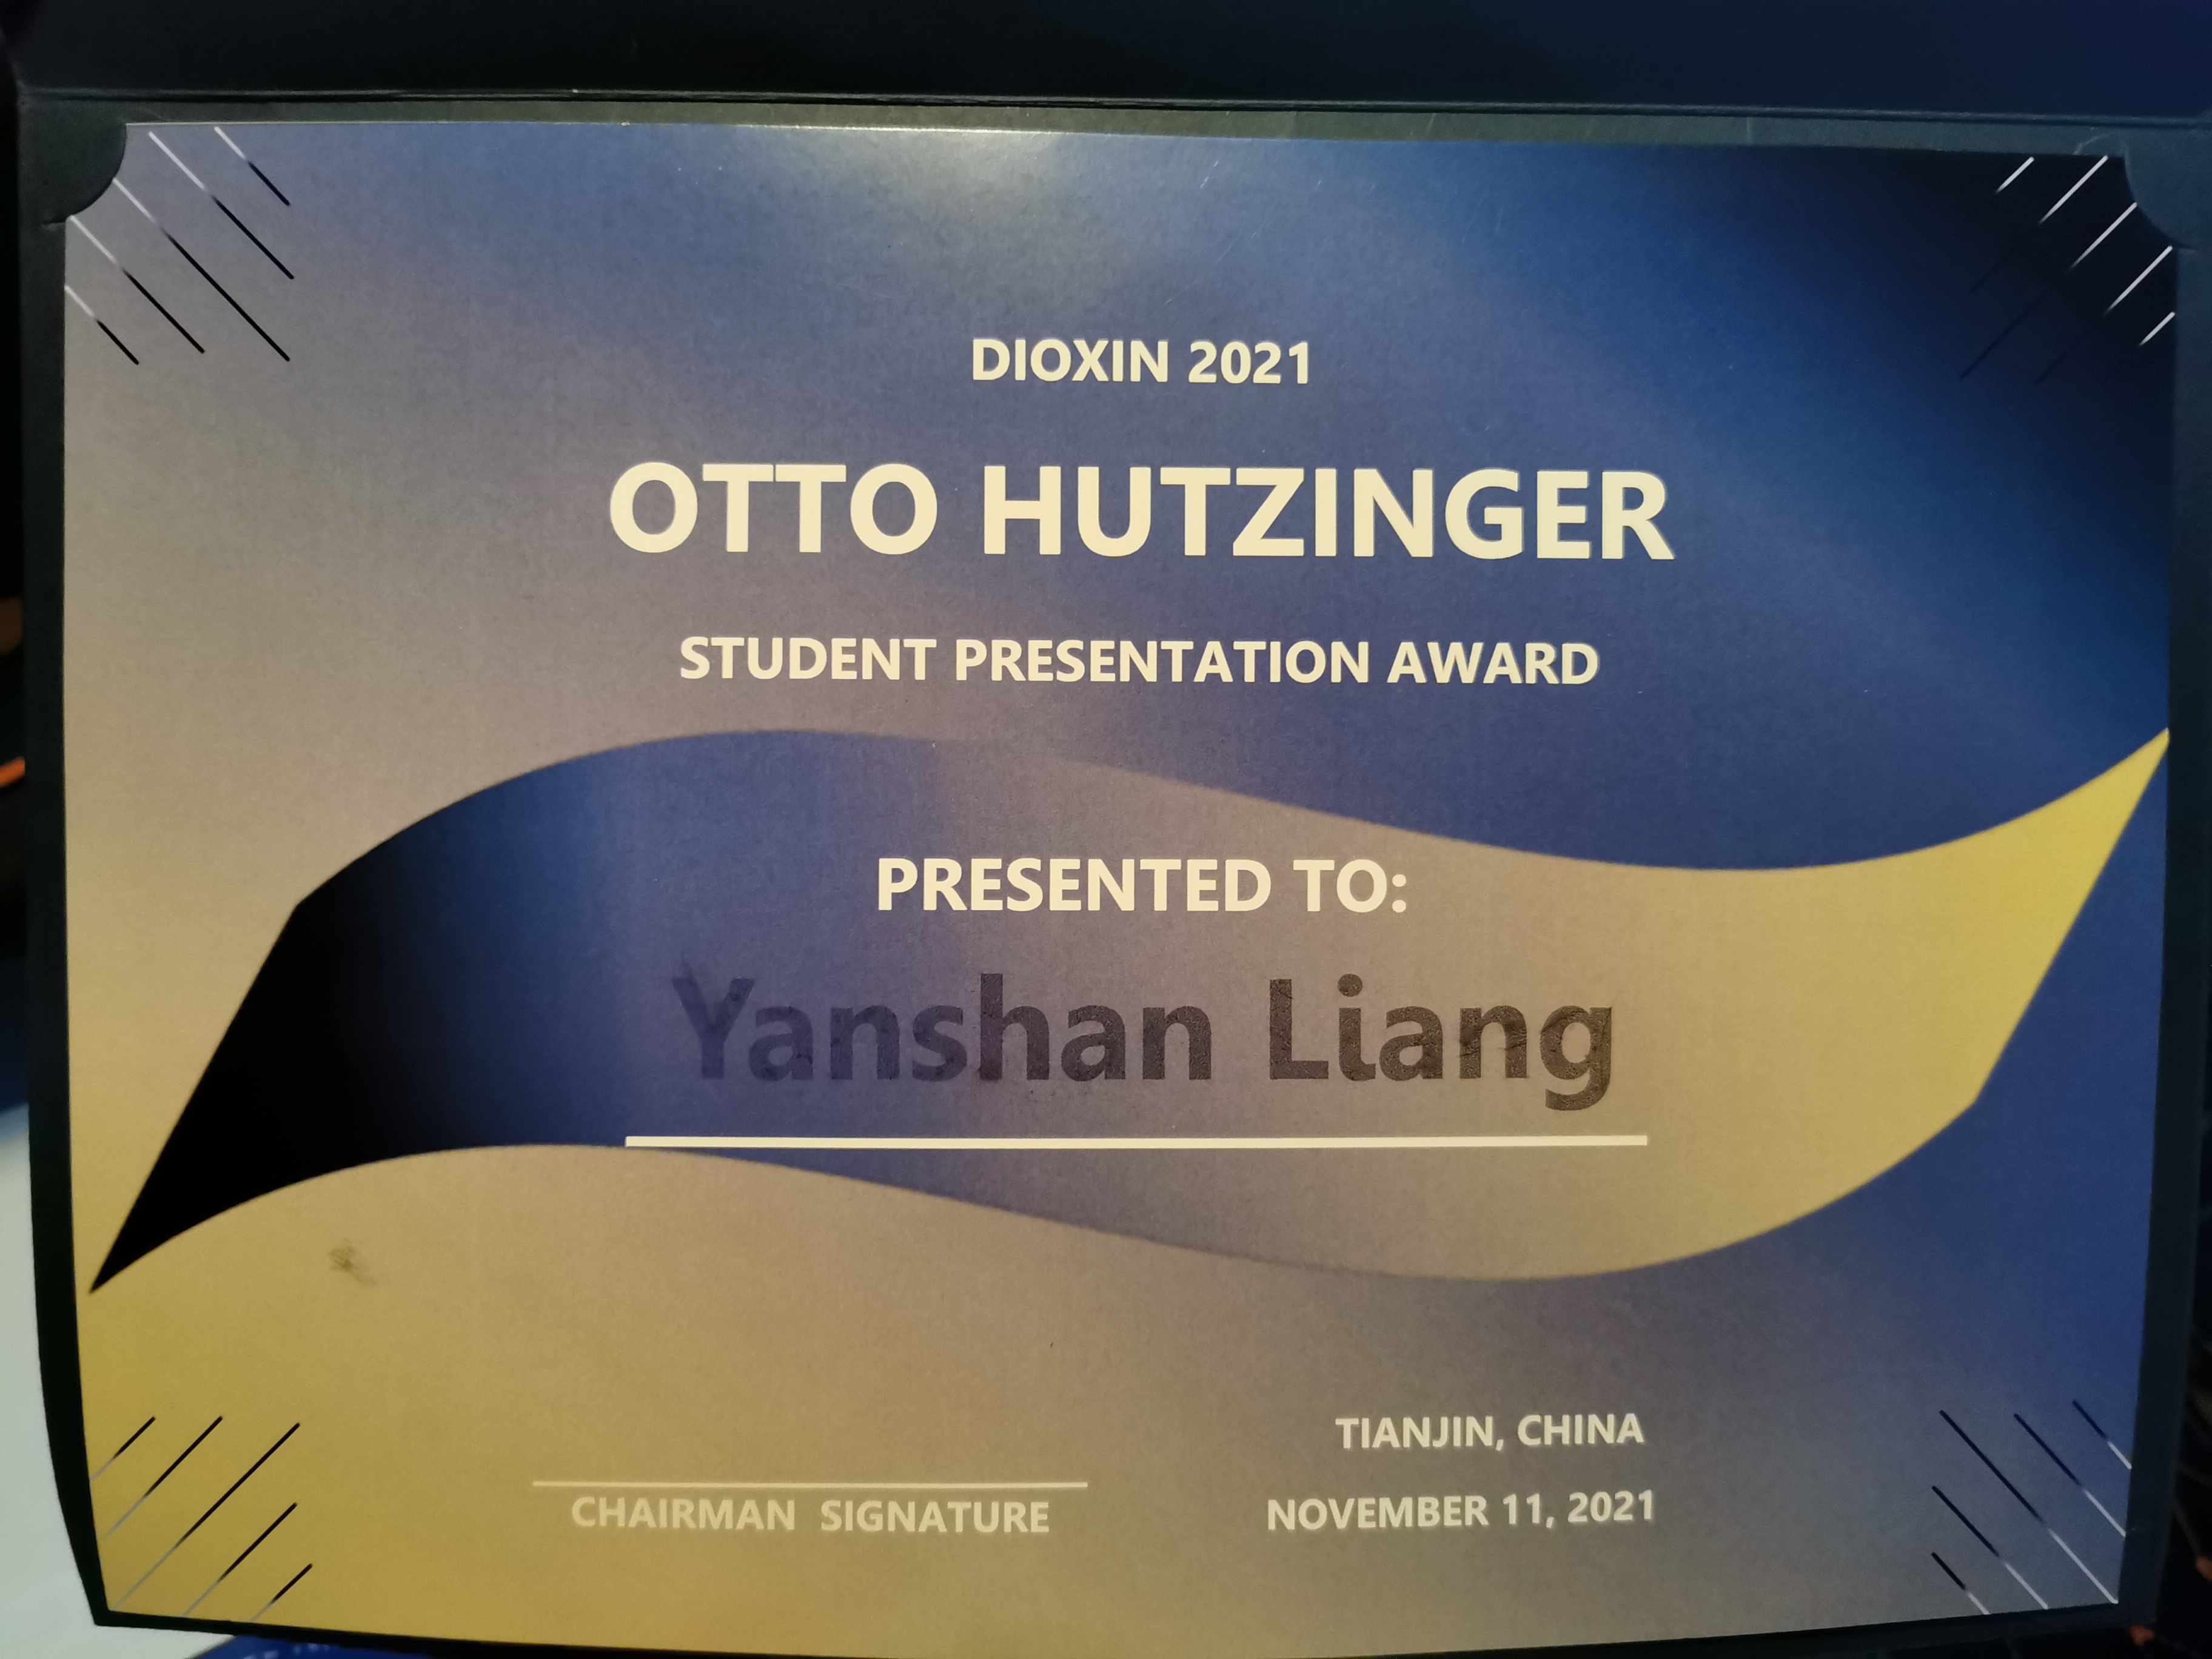 DIOXIN 2021
OTTO HUTZINGER
STUDENT PRESENTATION AWARD
PRESENTED TO:
Yanshan Liang
TIANJIN, CHINA
CHAIRMAN SIGNATURE
NOVEMBER 11, 2021